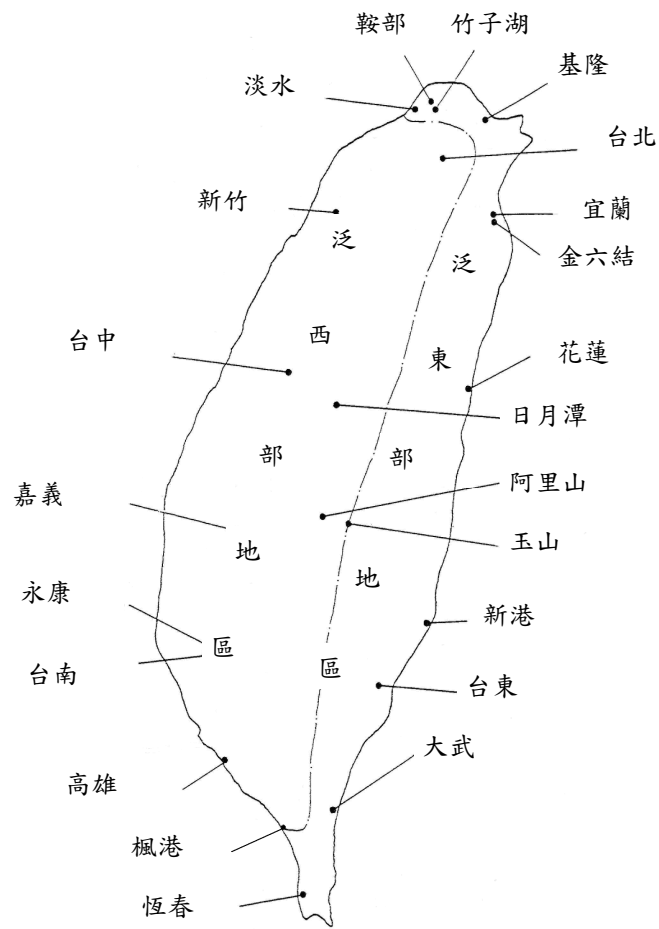 鞍部
竹子湖
基隆
淡水
台北
新竹
宜蘭
金六結
台中
花蓮
日月潭
嘉義
阿里山
玉山
永康
新港
台南
台東
大武
高雄
楓港
恆春
泛西部地區
泛東部地區